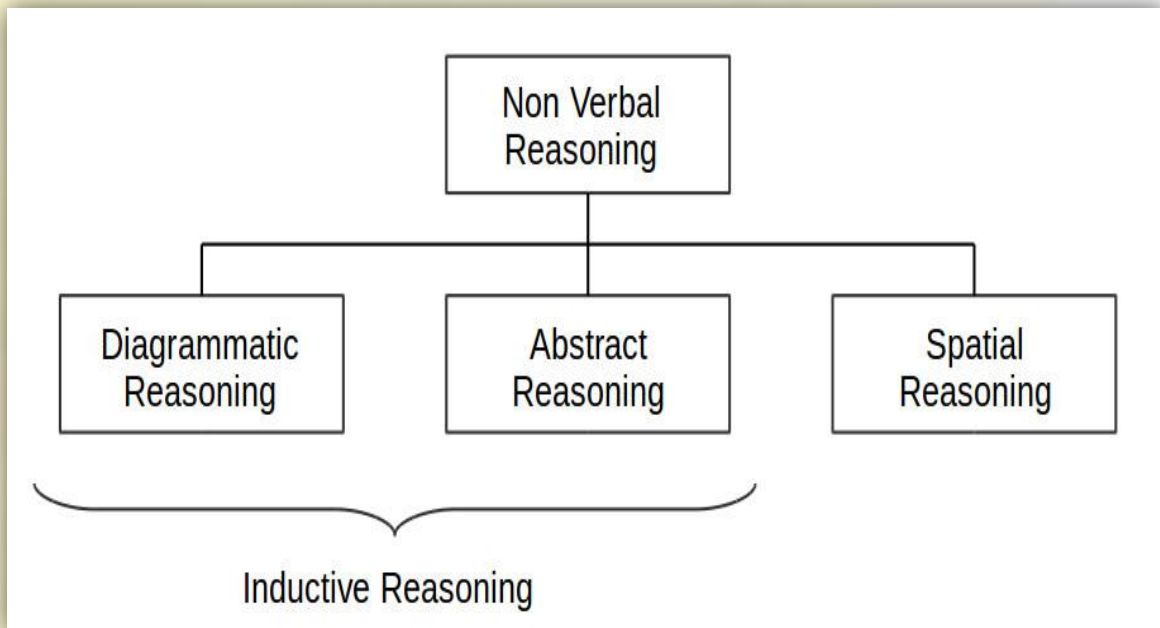 Non Verbal
Reasoning
Diagrammatic
Reasoning
Abstract
Reasoning
Spatial
Reasoning
Inductive Reasoning